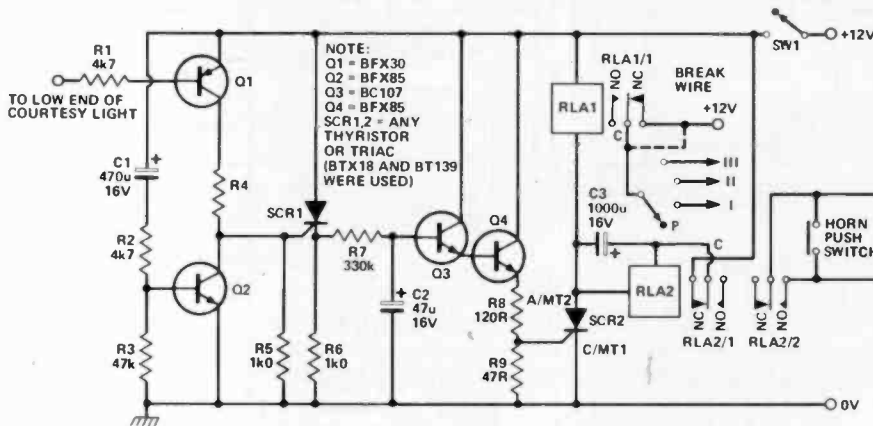 R1
4k7
TO LOW END OF
COURTESY LIGHT
Q1
C1
470u
16V
+
R2
4k7
R3
47k
R4
Q2
NOTE:
Q1 = BFX30
Q2 = BFX85
Q3 = BC107
Q4 = BFX85
SCR1,2 = ANY
THYRISTOR
OR TRIAC
(BTX18 AND BT139
WERE USED)
SCR1
R5
1k0
R6
1k0
R7
330k
C2
47u
16V
+
Q3
Q4
R8
120R
R9
47R
A/MT2
SCR2
C/MT1
RLA1
RLA1/1
NO
NC
C
BREAK
WIRE
+12V
III
II
I
P
C3
1000u
16V
+
RLA2
C
NC
NO
RLA2/1
NC
NO
RLA2/2
HORN
PUSH
SWITCH
SW1
+12V
0V